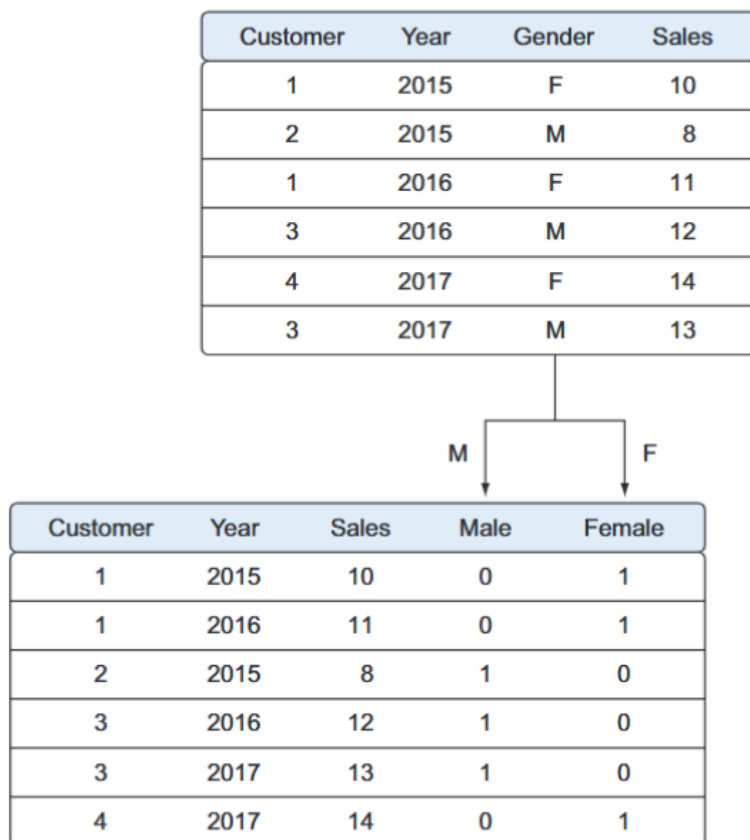 Customer Year Gender Sales
1 2015 F 10
2 2015 M 8
1 2016 F 11
3 2016 M 12
4 2017 F 14
3 2017 M 13
M F
Customer Year Sales Male Female
1 2015 10 0 1
1 2016 11 0 1
2 2015 8 1 0
3 2016 12 1 0
3 2017 13 1 0
4 2017 14 0 1